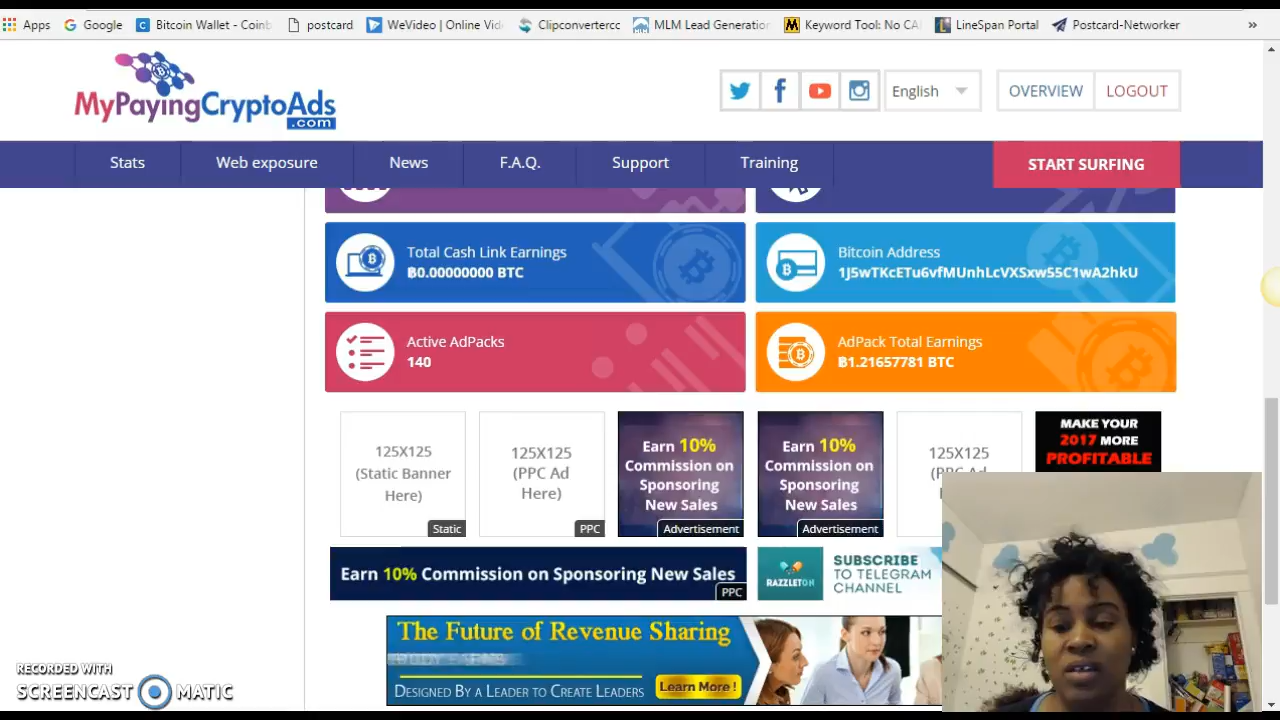 Apps
Google
Bitcoin Wallet - Coinb
postcard
WeVideo | Online Vid
Clipconvertercc
MLM Lead Generation
Keyword Tool: No CA
LineSpan Portal
Postcard-Networker
»
MyPayingCryptoAds
.com
English
OVERVIEW
LOGOUT
Stats
Web exposure
News
F.A.Q.
Support
Training
START SURFING
Total Cash Link Earnings
฿0.00000000 BTC
Bitcoin Address
1J5wTKcETu6vfMUnhLcVXSxw55C1wA2hkU
Active AdPacks
140
AdPack Total Earnings
฿1.21657781 BTC
125X125
(Static Banner
Here)
Static
125X125
(PPC Ad
Here)
PPC
Earn 10%
Commission on
Sponsoring
New Sales
Advertisement
Earn 10%
Commission on
Sponsoring
New Sales
Advertisement
125X125
(PPC Ad
MAKE YOUR
2017 MORE
PROFITABLE
Earn 10% Commission on Sponsoring New Sales
PPC
RAZZLETON
SUBSCRIBE
TO TELEGRAM
CHANNEL
The Future of Revenue Sharing
DESIGNED BY A LEADER TO CREATE LEADERS
Learn More !
RECORDED WITH
SCREENCAST MATIC